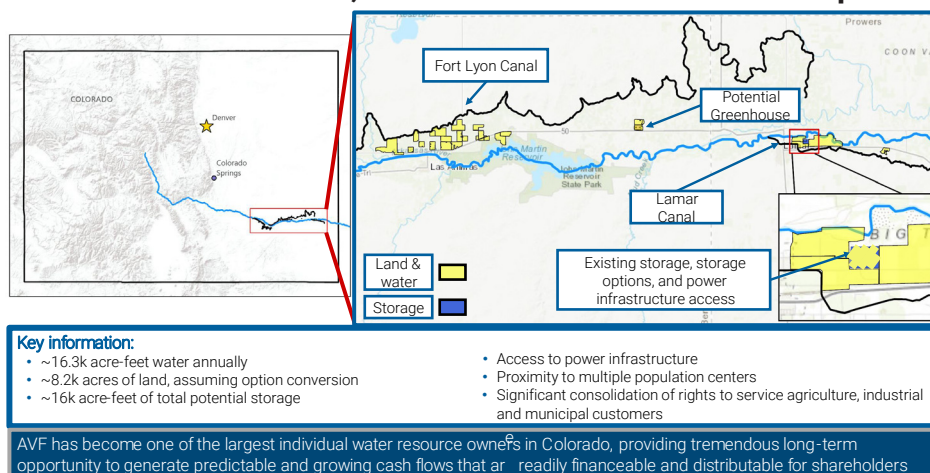 Prowers
COON V
Fort Lyon Canal
COLORADO
Potential
Greenhouse
Denver
50
Martin
Reservoir
Las Animas
John Martin
Reservoir
State Park
Colorado
Springs
Lamar
Canal
BIG T
Land &
water
Existing storage, storage
options, and power
infrastructure access
Storage
Key information:
• ~16.3k acre-feet water annually
• ~8.2k acres of land, assuming option conversion
• ~16k acre-feet of total potential storage
• Access to power infrastructure
• Proximity to multiple population centers
• Significant consolidation of rights to service agriculture, industrial
and municipal customers
AVF has become one of the largest individual water resource owners in Colorado, providing tremendous long-term
opportunity to generate predictable and growing cash flows that are readily financeable and distributable for shareholders